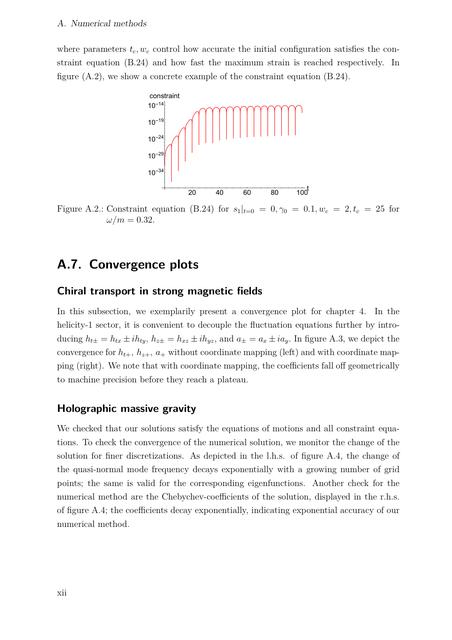 A. Numerical methods
where parameters t_c, w_c control how accurate the initial configuration satisfies the con-
straint equation (B.24) and how fast the maximum strain is reached respectively. In
figure (A.2), we show a concrete example of the constraint equation (B.24).
constraint
10^-14
10^-19
10^-24
10^-29
10^-34
20 40 60 80 100 t
Figure A.2.: Constraint equation (B.24) for s_1|_{t=0} = 0, γ_0 = 0.1, w_c = 2, t_c = 25 for
ω/m = 0.32.
A.7. Convergence plots
Chiral transport in strong magnetic fields
In this subsection, we exemplarily present a convergence plot for chapter 4. In the
helicity-1 sector, it is convenient to decouple the fluctuation equations further by intro-
ducing h_{t±} = h_{tx} ± ih_{ty}, h_{z±} = h_{xz} ± ih_{yz}, and a_± = a_x ± ia_y. In figure A.3, we depict the
convergence for h_{t+}, h_{z+}, a_+ without coordinate mapping (left) and with coordinate map-
ping (right). We note that with coordinate mapping, the coefficients fall off geometrically
to machine precision before they reach a plateau.
Holographic massive gravity
We checked that our solutions satisfy the equations of motions and all constraint equa-
tions. To check the convergence of the numerical solution, we monitor the change of the
solution for finer discretizations. As depicted in the l.h.s. of figure A.4, the change of
the quasi-normal mode frequency decays exponentially with a growing number of grid
points; the same is valid for the corresponding eigenfunctions. Another check for the
numerical method are the Chebychev-coefficients of the solution, displayed in the r.h.s.
of figure A.4; the coefficients decay exponentially, indicating exponential accuracy of our
numerical method.
xii